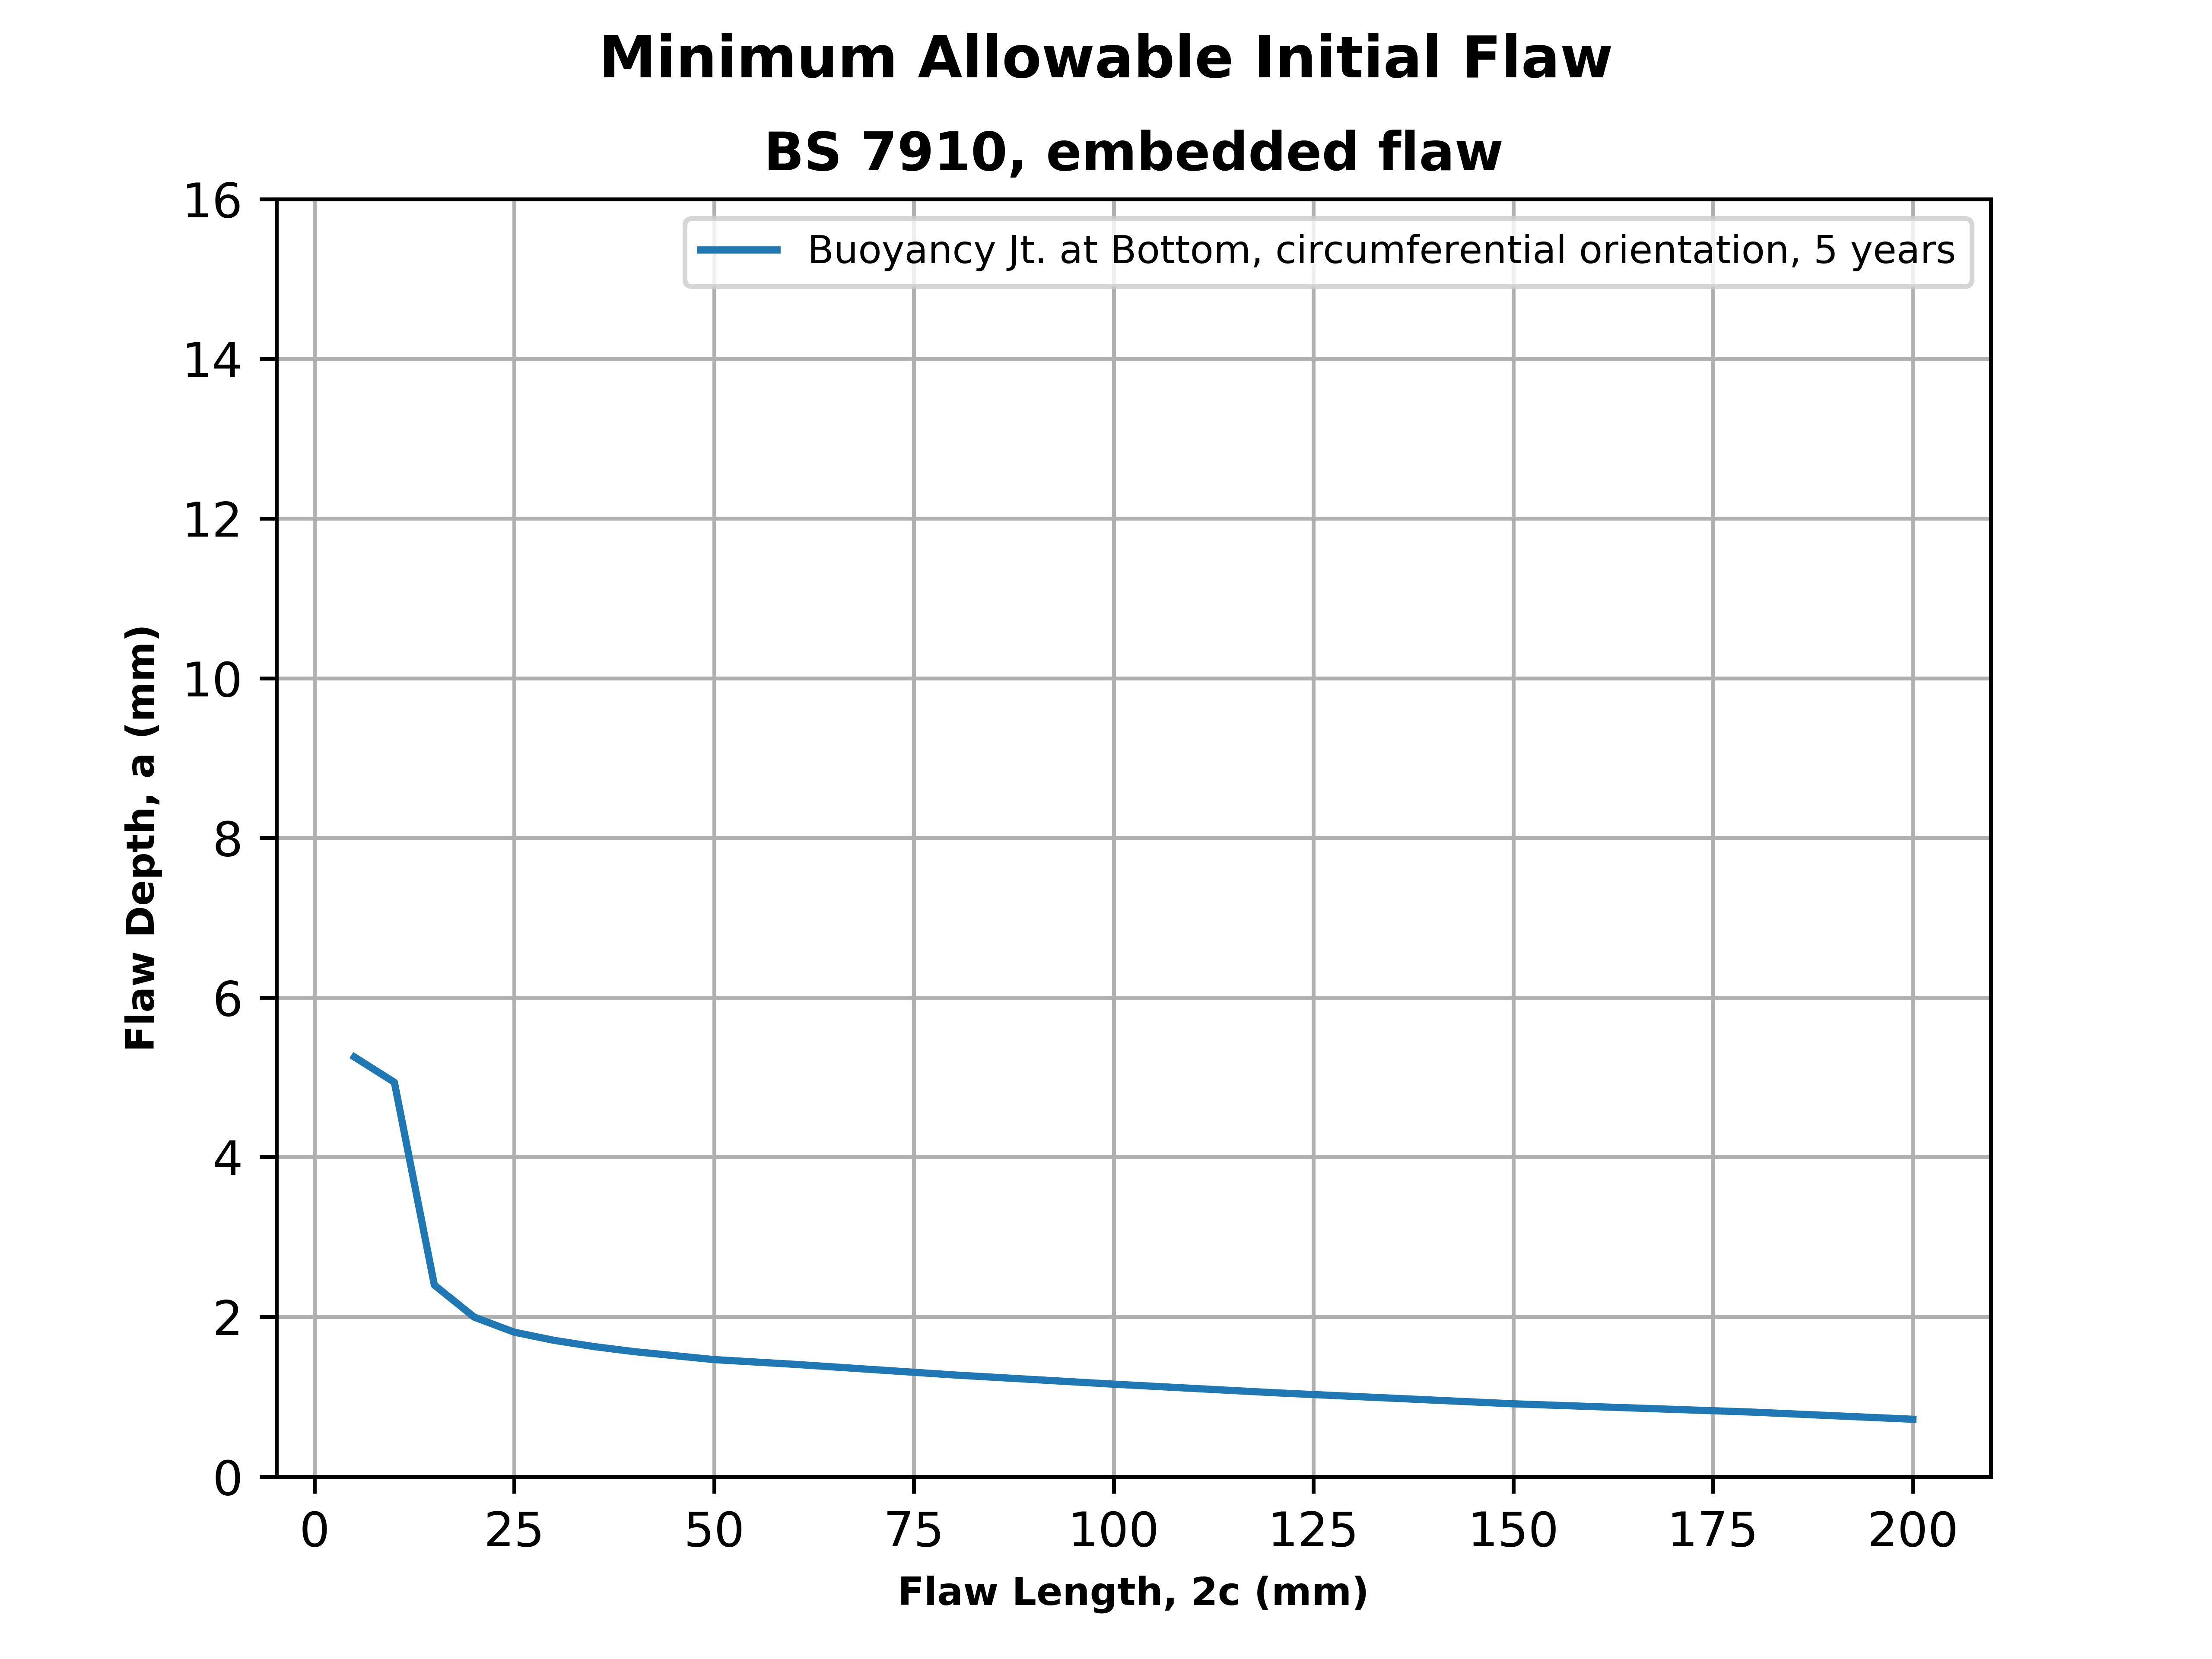 Minimum Allowable Initial Flaw
BS 7910, embedded flaw
Buoyancy Jt. at Bottom, circumferential orientation, 5 years
16
14
12
10
8
6
4
2
0
Flaw Depth, a (mm)
0 25 50 75 100 125 150 175 200
Flaw Length, 2c (mm)